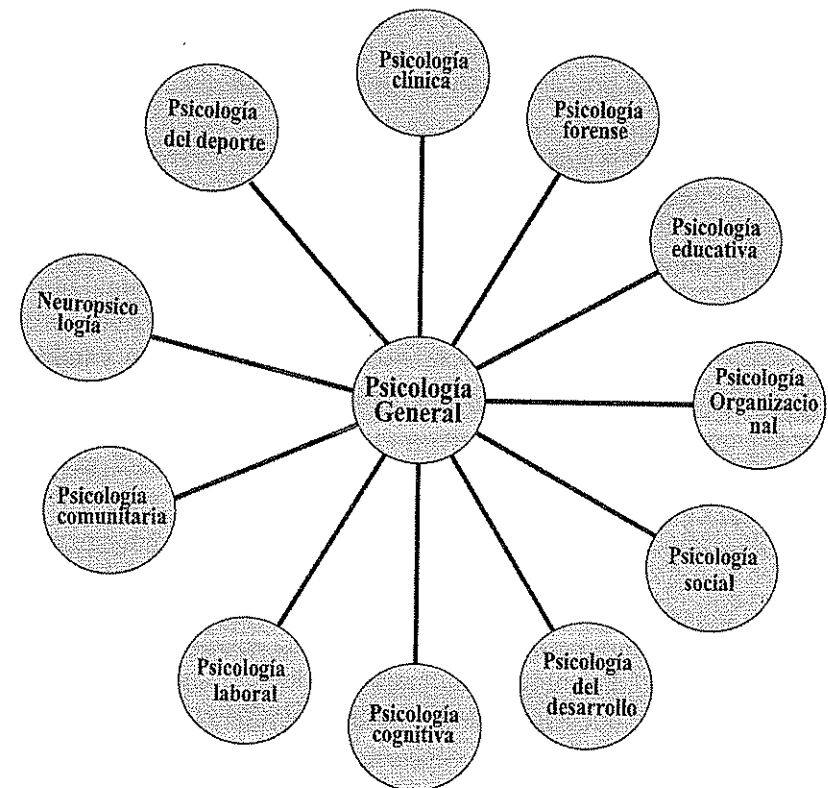 Psicología
clínica
Psicología
forense
Psicología
educativa
Psicología
Organizacio
nal
Psicología
social
Psicología
del
desarrollo
Psicología
cognitiva
Psicología
laboral
Psicología
comunitaria
Neuropsico
logía
Psicología
del deporte
Psicología
General